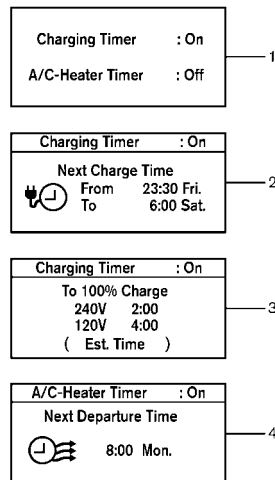 Charging Timer : On
A/C-Heater Timer : Off
1
Charging Timer : On
Next Charge Time
From 23:30 Fri.
To 6:00 Sat.
2
Charging Timer : On
To 100% Charge
240V 2:00
120V 4:00
( Est. Time )
3
A/C-Heater Timer : On
Next Departure Time
8:00 Mon.
4